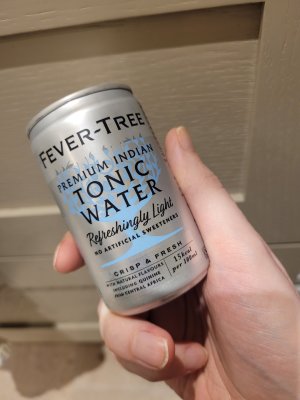 FEVER-TREE
PREMIUM INDIAN
TONIC
WATER
Refreshingly Light
NO ARTIFICIAL SWEETENERS
CRISP & FRESH
WITH NATURAL FLAVOURS
INCLUDING QUININE
FROM CENTRAL AFRICA
15kcal
per 100ml